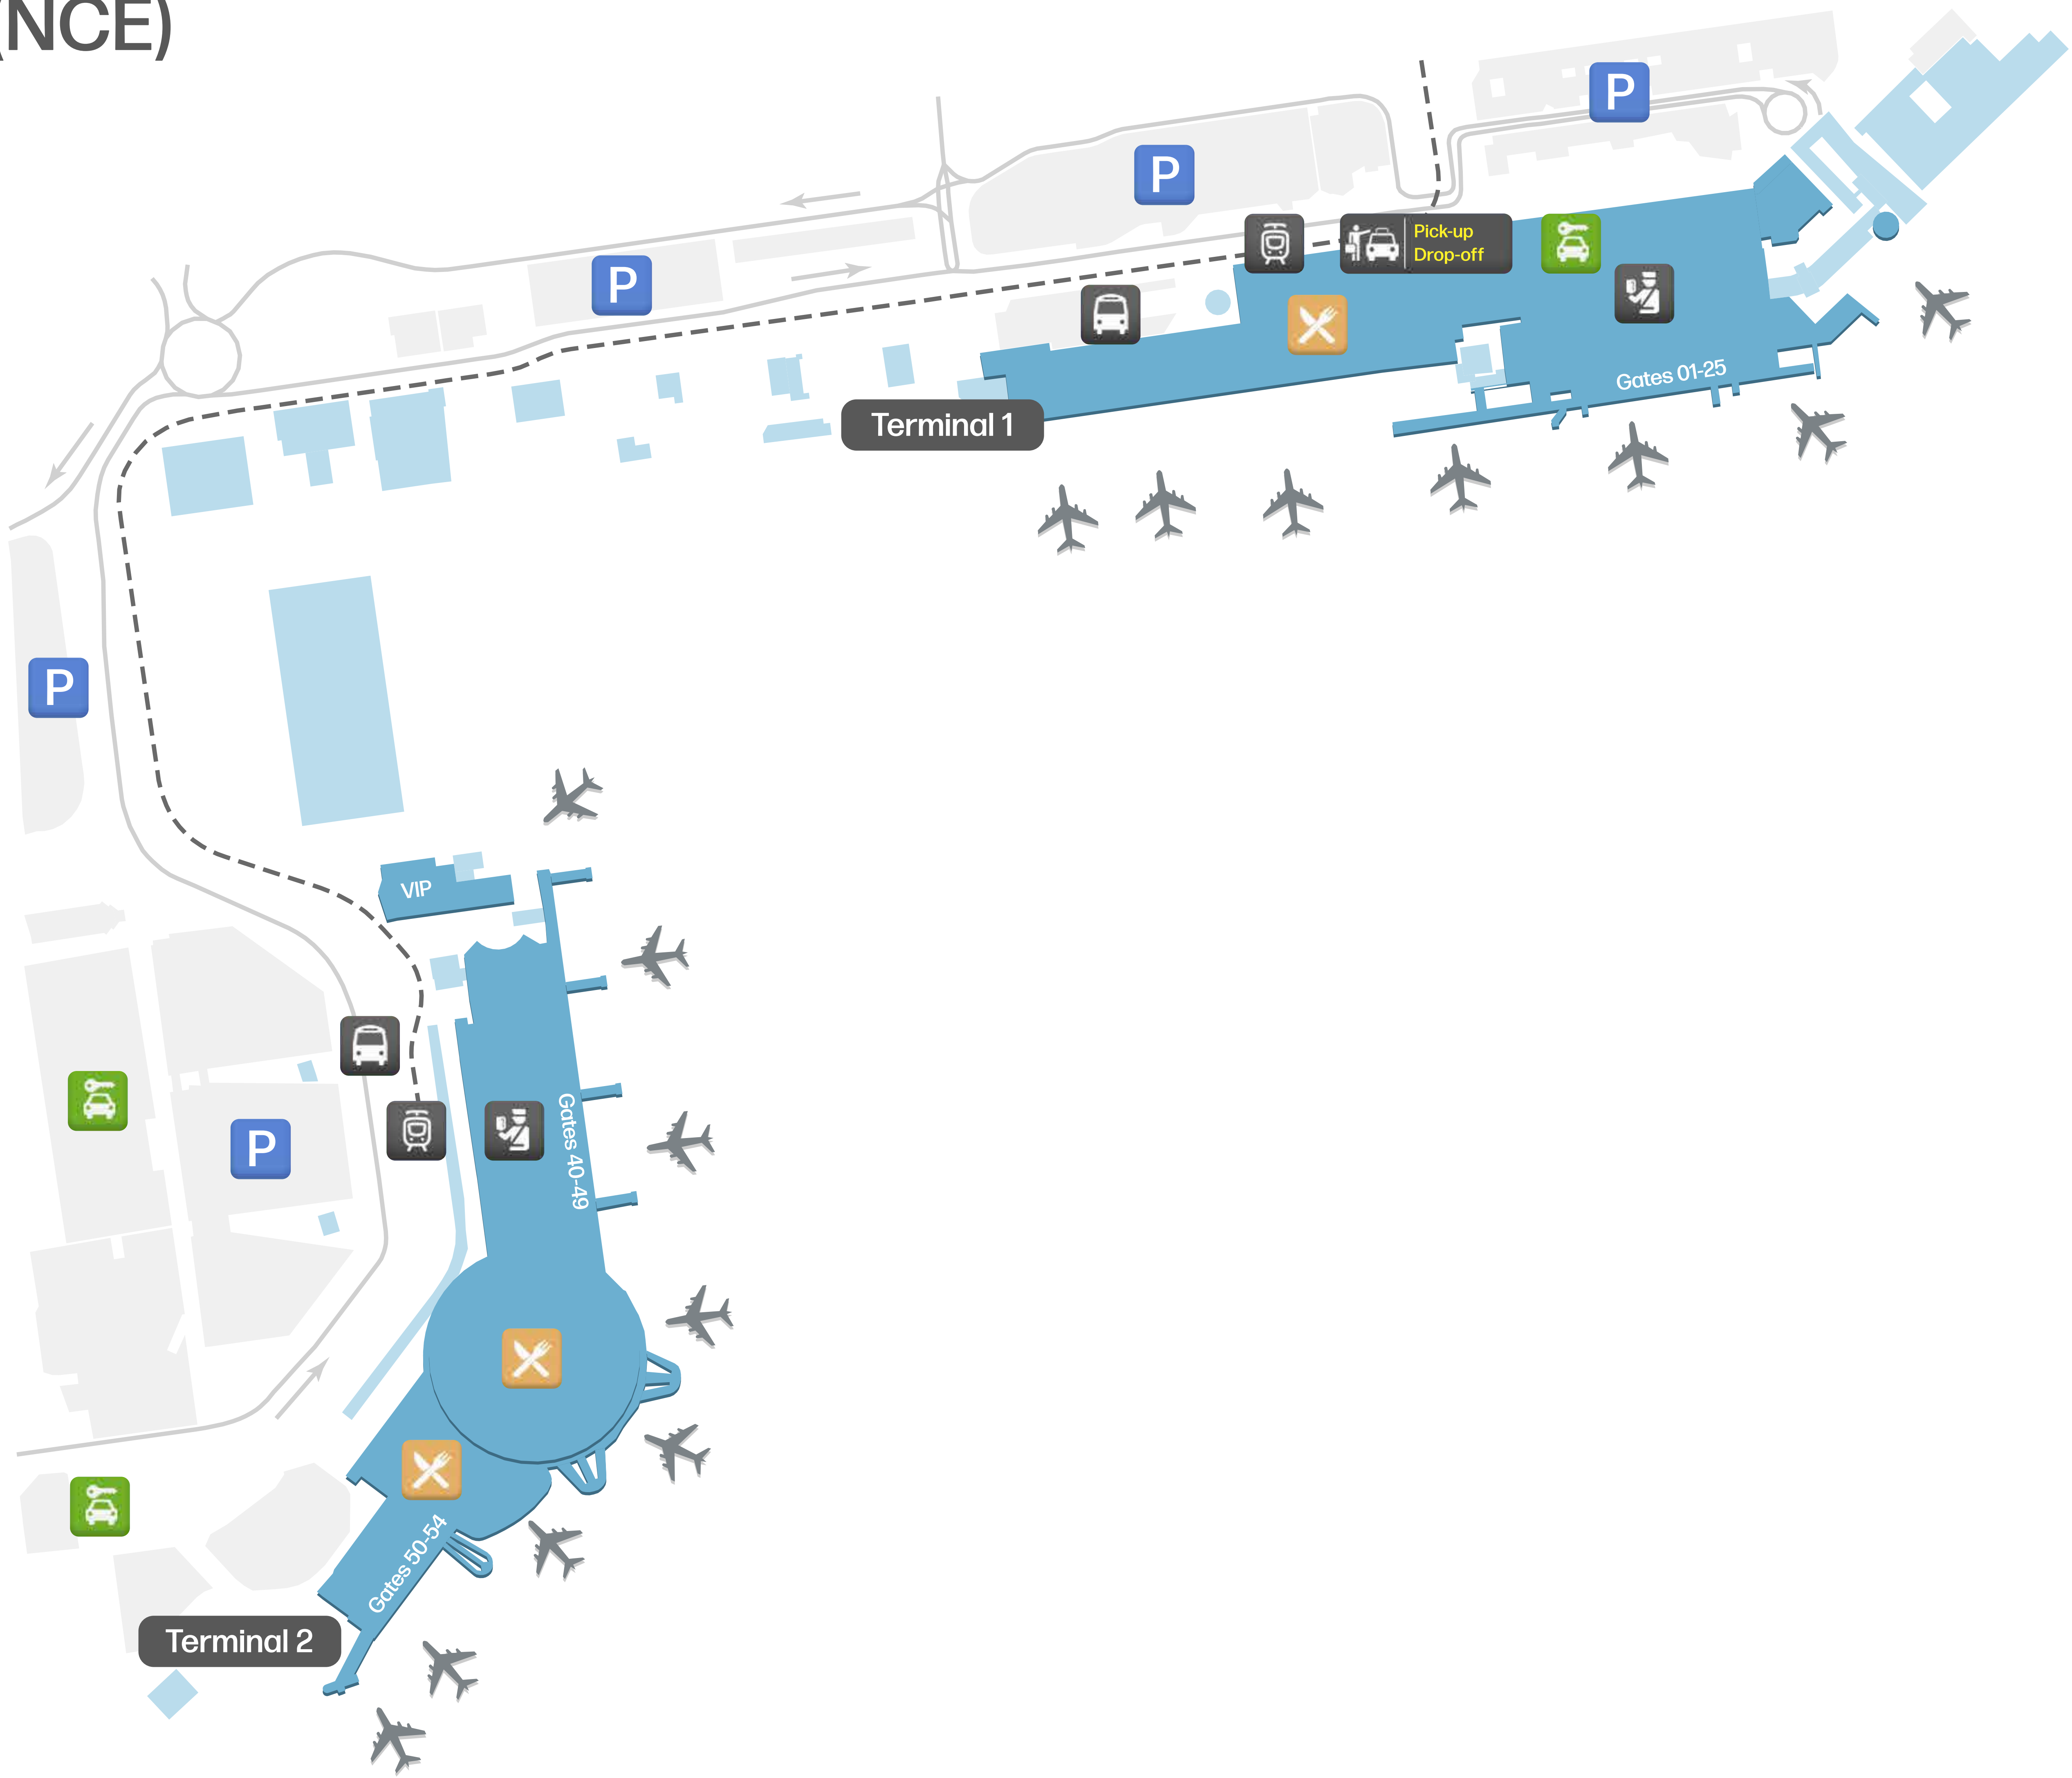 (NCE)
P
P
Pick-up
Drop-off
P
Gates 01-25
Terminal 1
P
VIP
Gates 40-49
P
Gates 50-54
Terminal 2